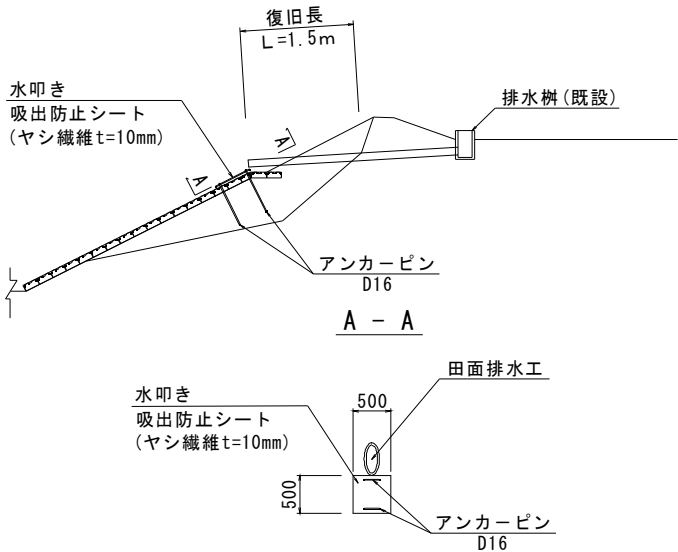 復旧長
L=1.5m
水叩き
吸出防止シート
(ヤシ繊維t=10mm)
排水桝(既設)
A
A
アンカーピン
D16
A - A
田面排水工
水叩き
500
吸出防止シート
(ヤシ繊維t=10mm)
500
アンカーピン
D16